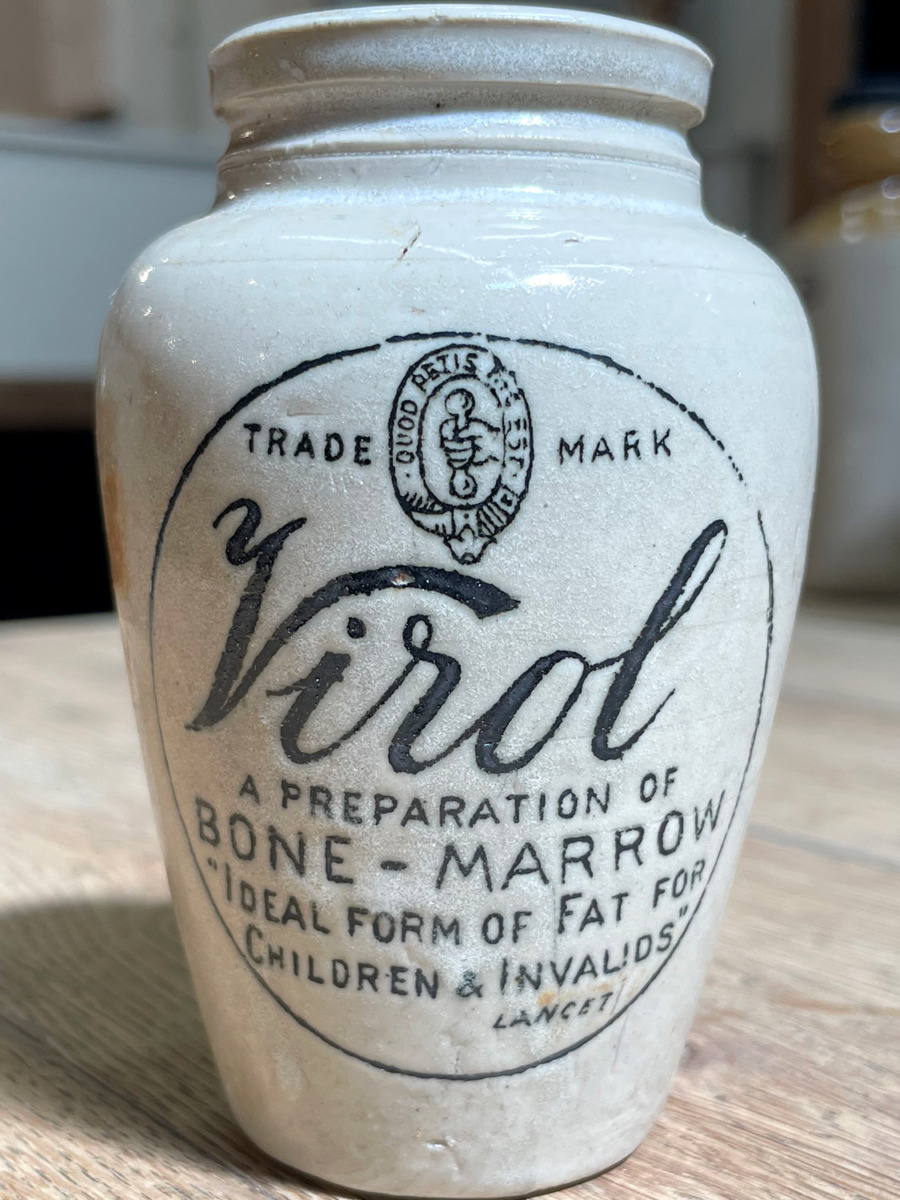 QUOD PETIS HIC EST
TRADE MARK
Virol
A PREPARATION OF
BONE - MARROW
"IDEAL FORM OF FAT FOR
CHILDREN & INVALIDS"
LANCET